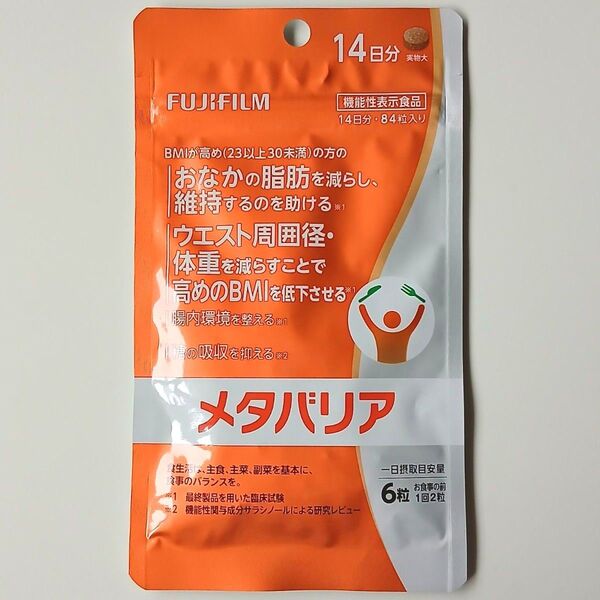 14日分
実物大
FUJIFILM
機能性表示食品
14日分・84粒入り
BMIが高め(23以上30未満)の方の
おなかの脂肪を減らし、
維持するのを助ける※1
ウエスト周囲径・
体重を減らすことで
高めのBMIを低下させる※1
腸内環境を整える※1
糖の吸収を抑える※2
メタバリア
食生活は、主食、主菜、副菜を基本に、
食事のバランスを。
※1 最終製品を用いた臨床試験
※2 機能性関与成分サラシノールによる研究レビュー
一日摂取目安量
6粒 お食事の前
1回2粒